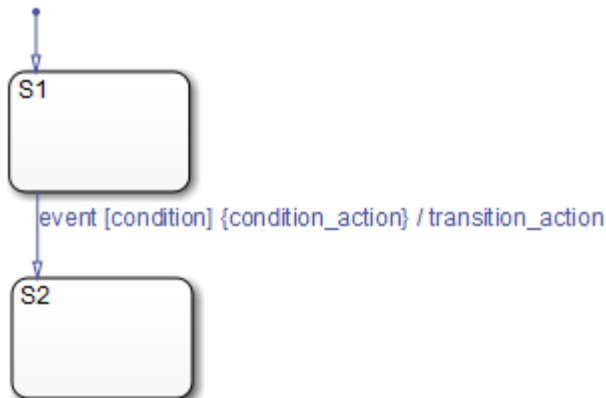 S1
event [condition] {condition_action} / transition_action
S2